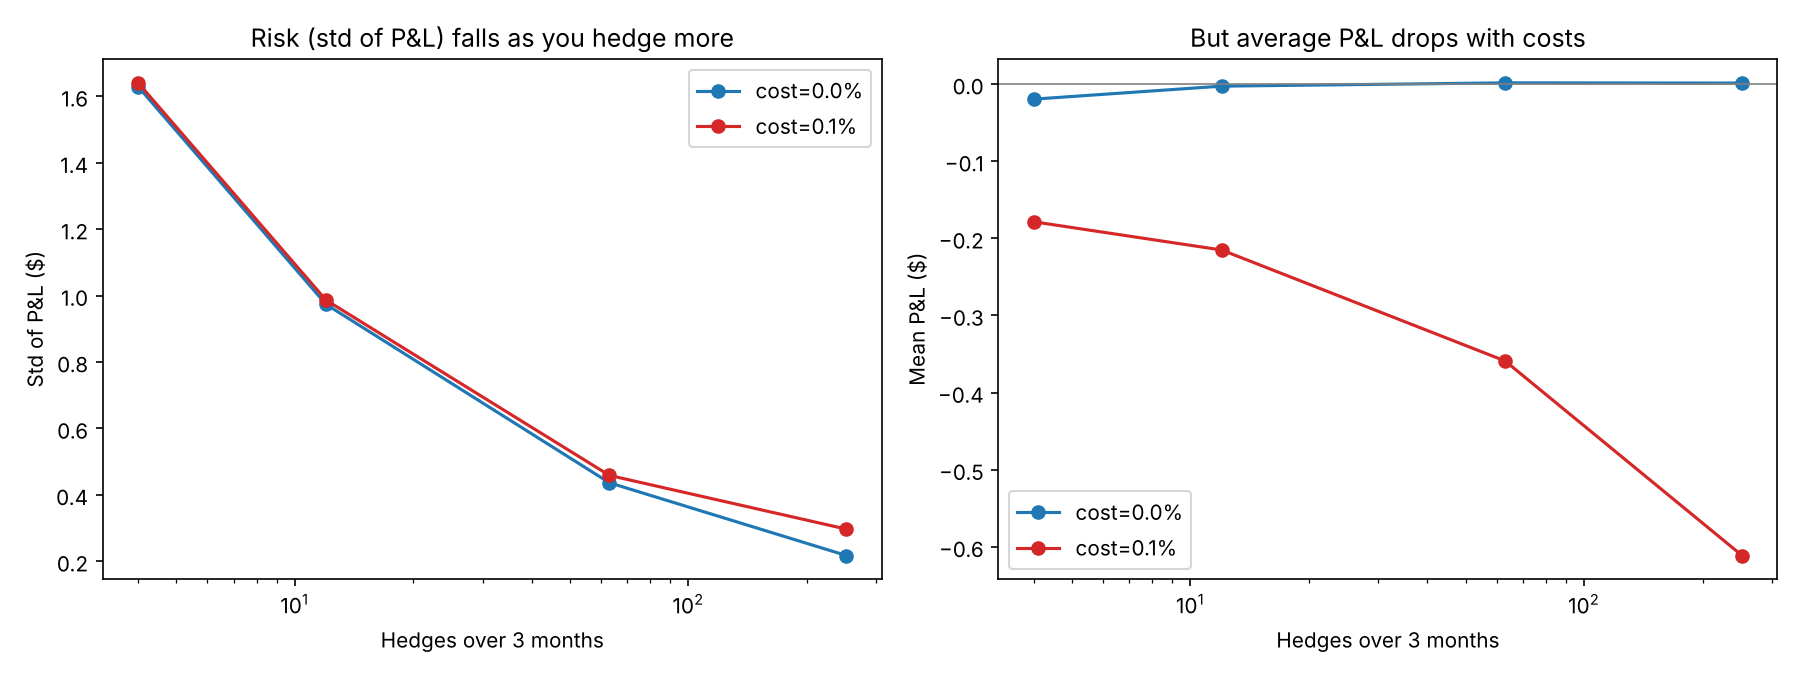 Risk (std of P&L) falls as you hedge more
Std of P&L ($)
1.6
1.4
1.2
1.0
0.8
0.6
0.4
0.2
cost=0.0%
cost=0.1%
10¹
10²
Hedges over 3 months
But average P&L drops with costs
Mean P&L ($)
0.0
−0.1
−0.2
−0.3
−0.4
−0.5
−0.6
cost=0.0%
cost=0.1%
10¹
10²
Hedges over 3 months